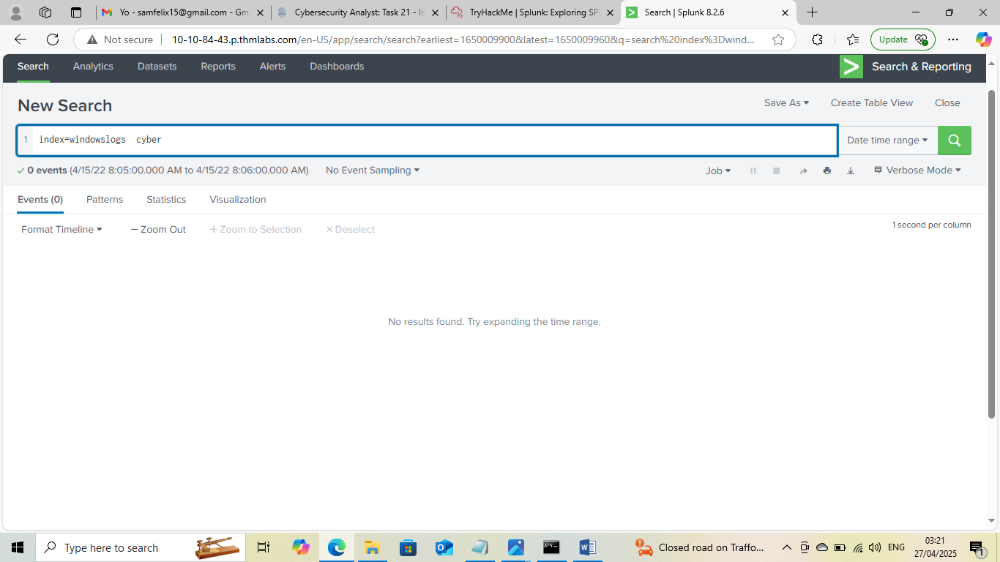 Yo - samfelix15@gmail.com - Gm
Cybersecurity Analyst: Task 21 - In
TryHackMe | Splunk: Exploring SP
Search | Splunk 8.2.6
Not secure
10-10-84-43.p.thmlabs.com/en-US/app/search/search?earliest=1650009900&latest=1650009960&q=search%20index%3Dwind...
Update
Search Analytics Datasets Reports Alerts Dashboards
Search & Reporting
New Search
Save As Create Table View Close
1 index=windowslogs  cyber
Date time range
0 events (4/15/22 8:05:00.000 AM to 4/15/22 8:06:00.000 AM)
No Event Sampling
Job
Verbose Mode
Events (0) Patterns Statistics Visualization
Format Timeline
— Zoom Out
+ Zoom to Selection
× Deselect
1 second per column
No results found. Try expanding the time range.
Type here to search
Closed road on Traffo...
ENG
03:21
27/04/2025
1